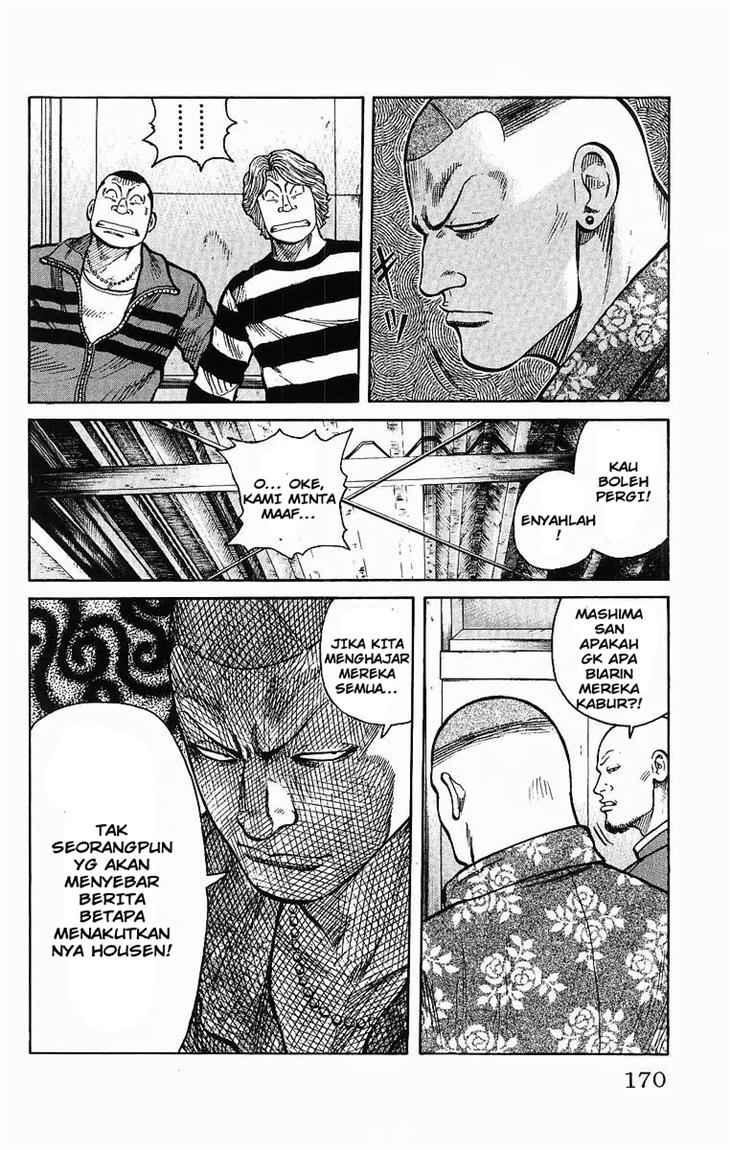 KAU
BOLEH
PERGI!
ENYAHLAH
!
O... OKE,
KAMI MINTA
MAAF...
MASHIMA
SAN
APAKAH
GK APA
BIARIN
MEREKA
KABUR?!
JIKA KITA
MENGHAJAR
MEREKA
SEMUA...
TAK
SEORANGPUN
YG AKAN
MENYEBAR
BERITA
BETAPA
MENAKUTKAN
NYA HOUSEN!
170